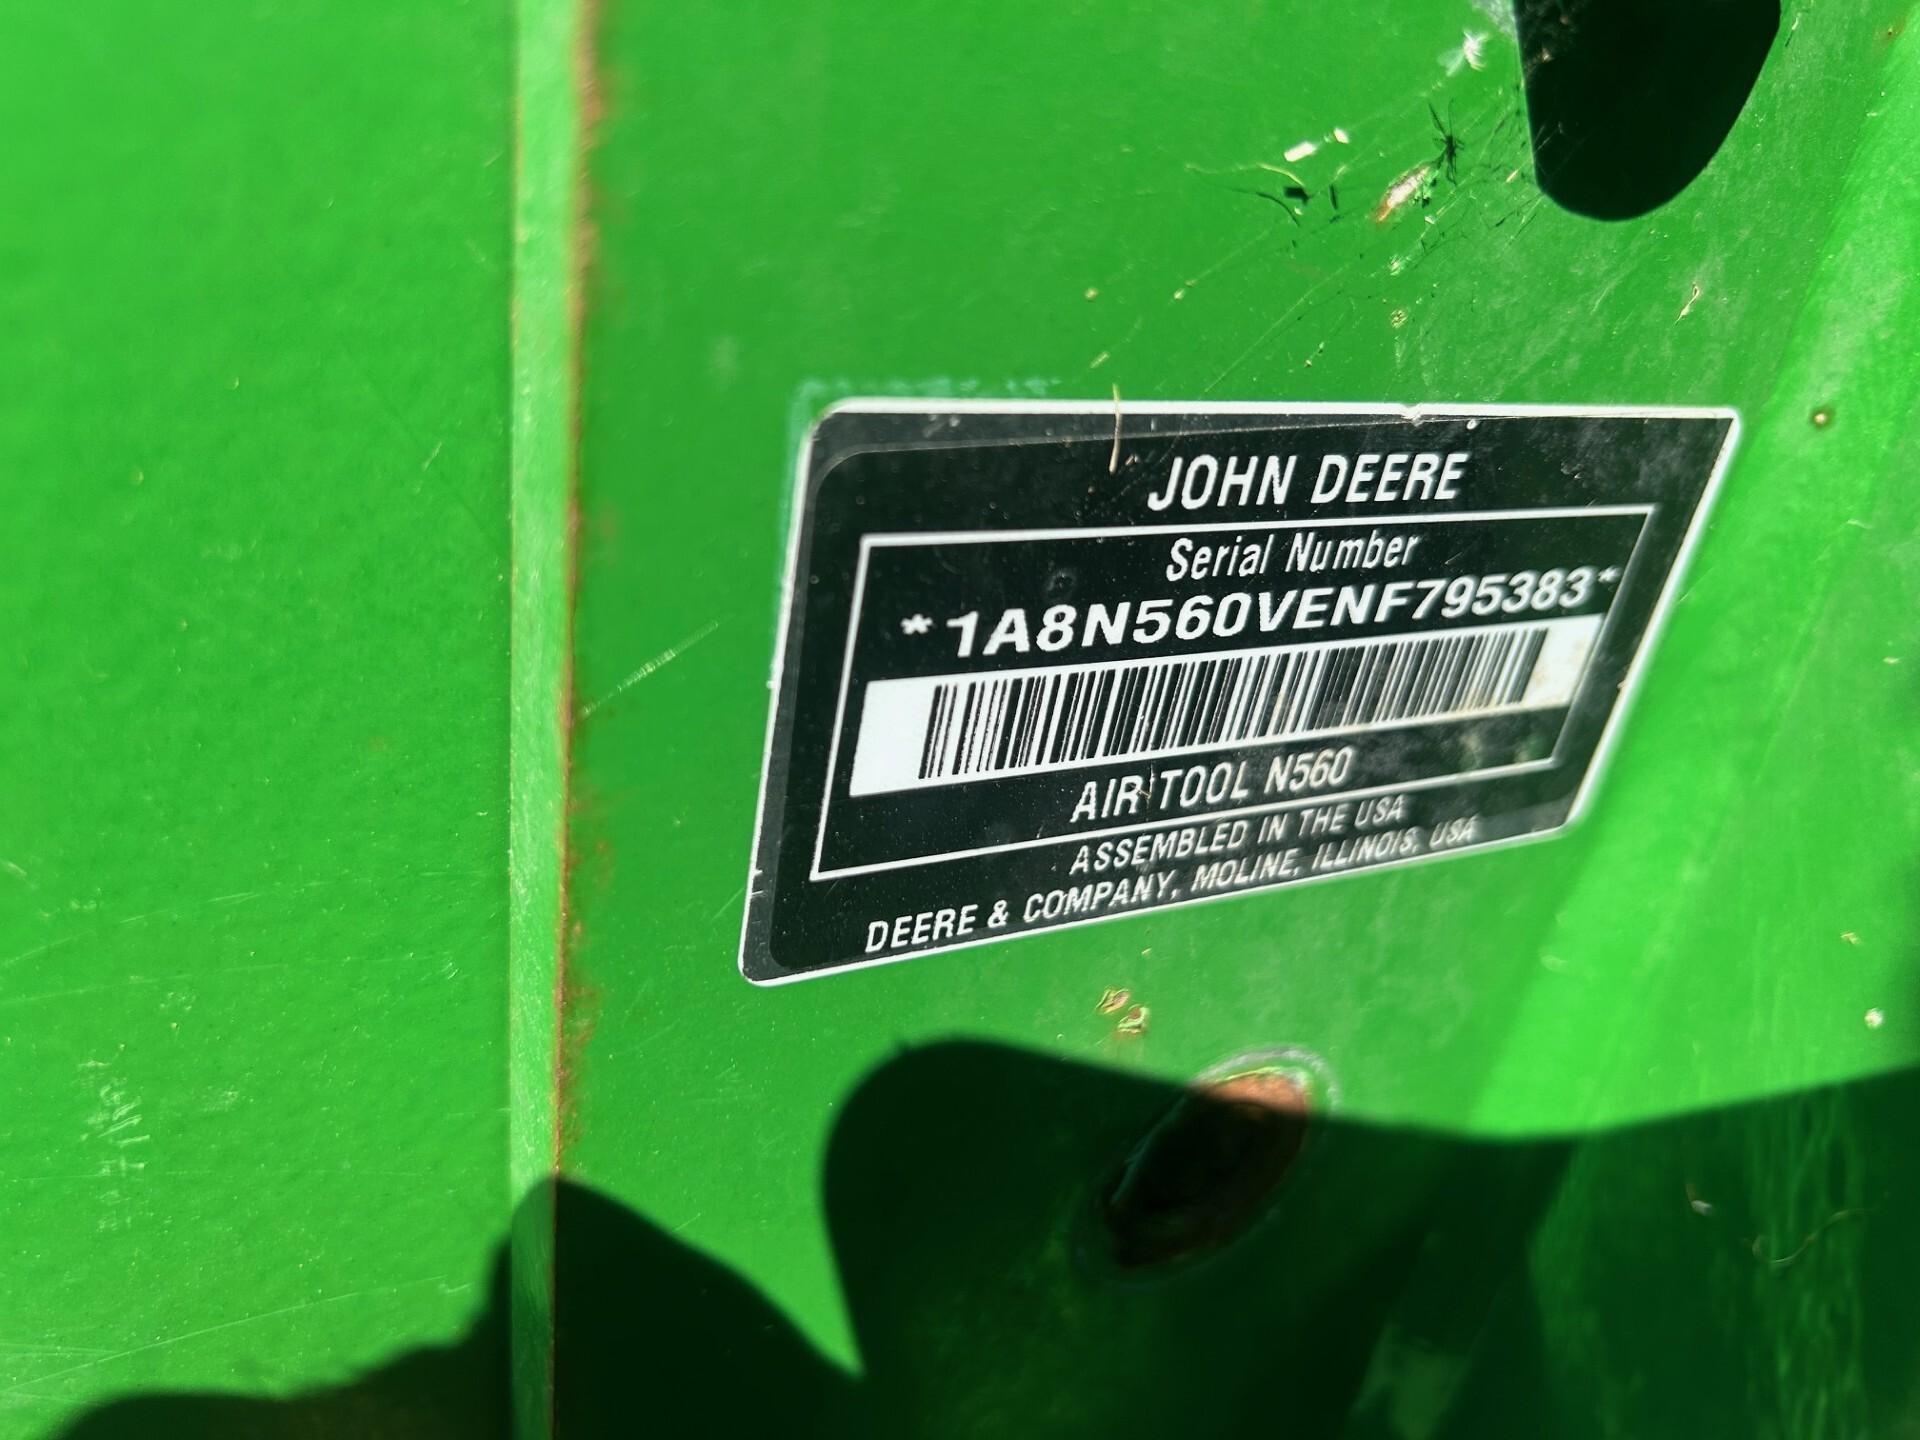 JOHN DEERE
Serial Number
*1A8N560VENF795383*
AIR TOOL N560
ASSEMBLED IN THE USA
DEERE & COMPANY, MOLINE, ILLINOIS, USA